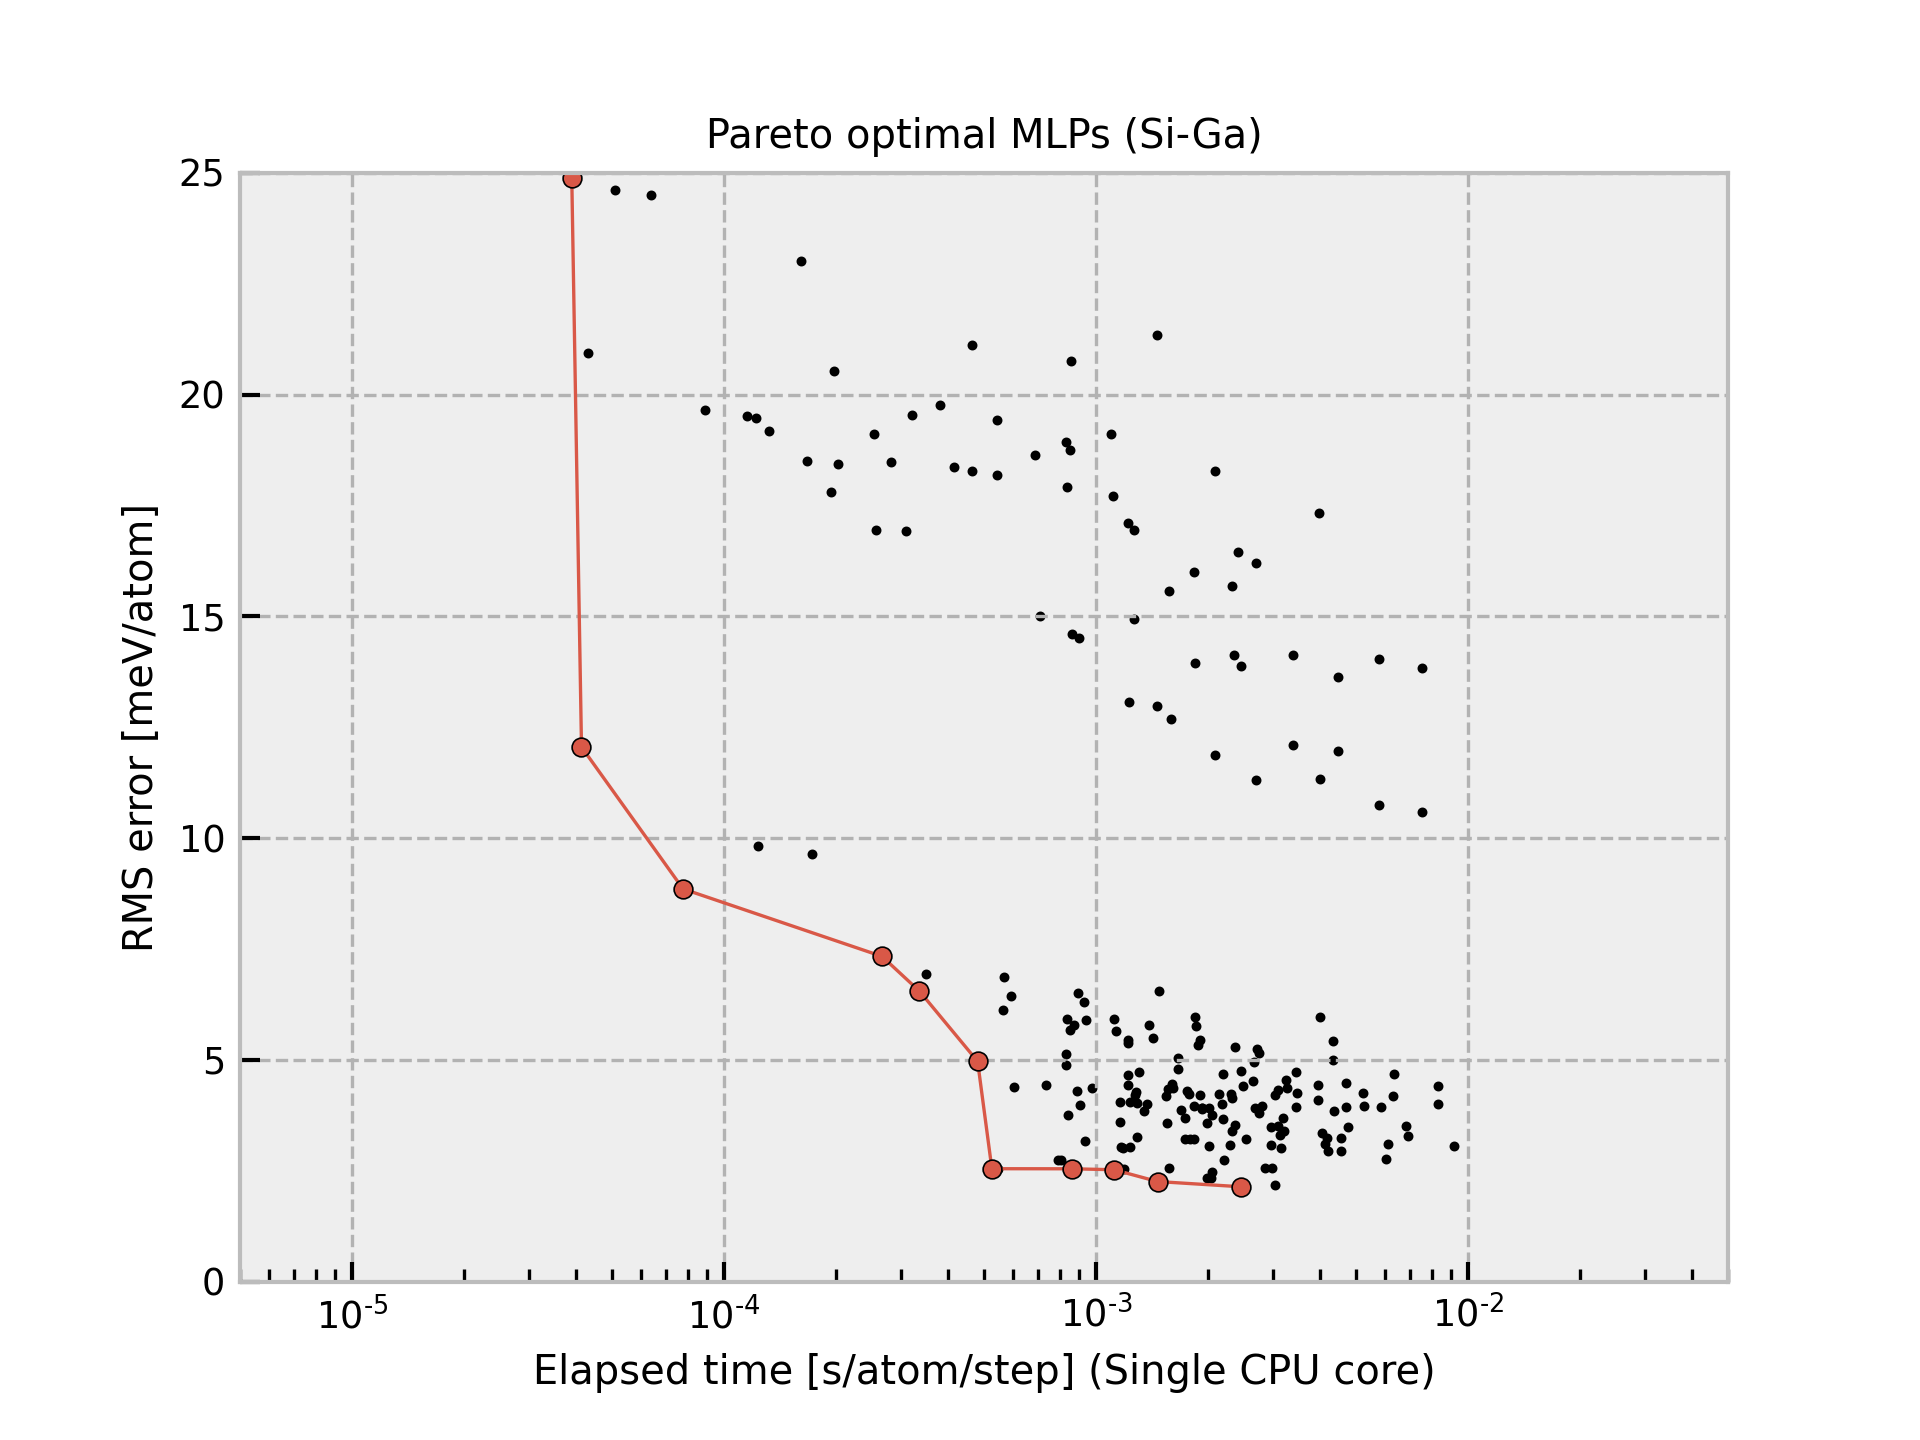 Pareto optimal MLPs (Si-Ga)
25
20
15
10
5
0
RMS error [meV/atom]
10^-5 10^-4 10^-3 10^-2
Elapsed time [s/atom/step] (Single CPU core)